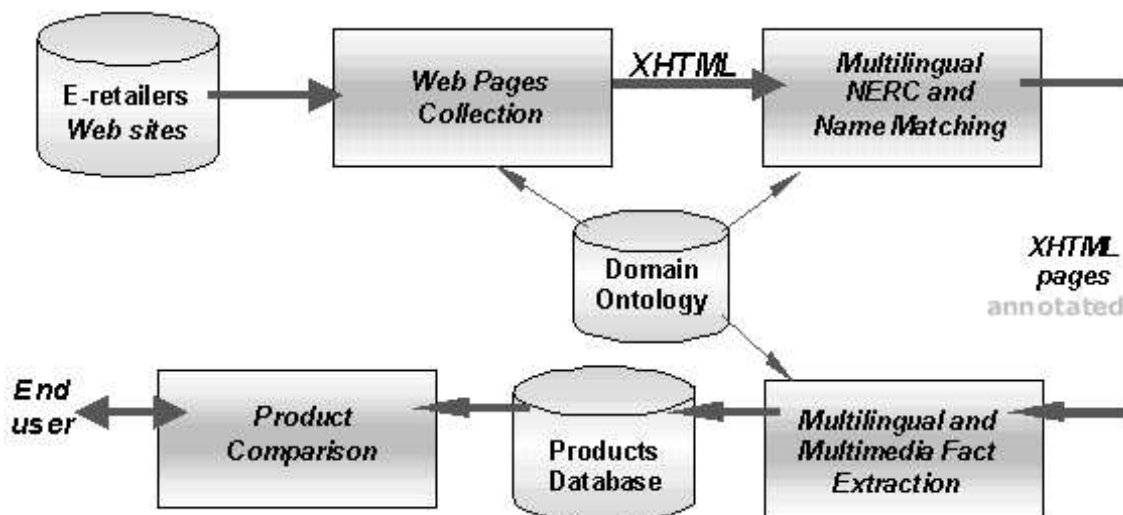 E-retailers
Web sites
Web Pages
Collection
XHTML
Multilingual
NERC and
Name Matching
Domain
Ontology
XHTML
pages
annotated
End
user
Product
Comparison
Products
Database
Multilingual and
Multimedia Fact
Extraction